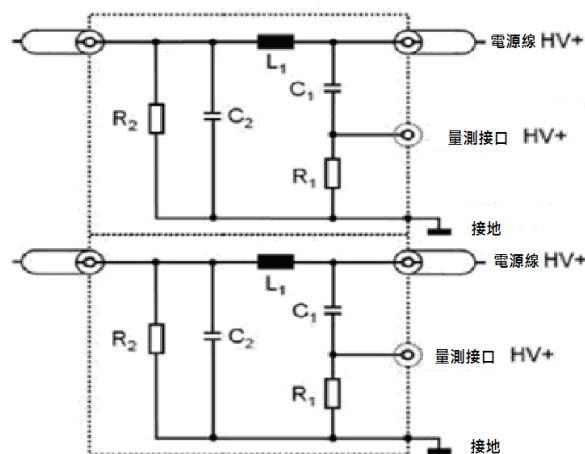 電源線 HV+
L₁
C₁
R₂
C₂
量測接口 HV+
R₁
接地
電源線 HV+
L₁
C₁
R₂
C₂
量測接口 HV+
R₁
接地